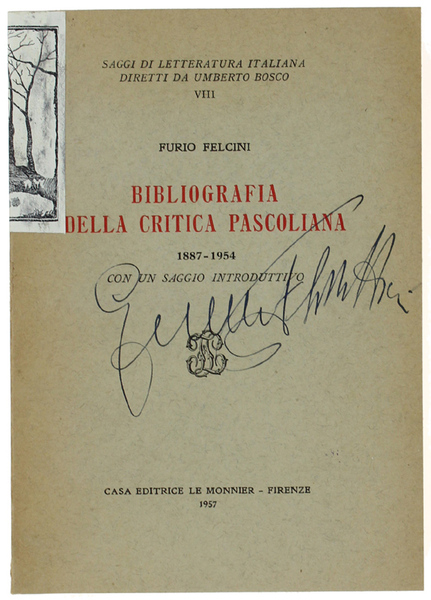 SAGGI DI LETTERATURA ITALIANA
DIRETTI DA UMBERTO BOSCO
VIII
FURIO FELCINI
BIBLIOGRAFIA
DELLA CRITICA PASCOLIANA
1887-1954
CON UN SAGGIO INTRODUTTIVO
CASA EDITRICE LE MONNIER - FIRENZE
1957